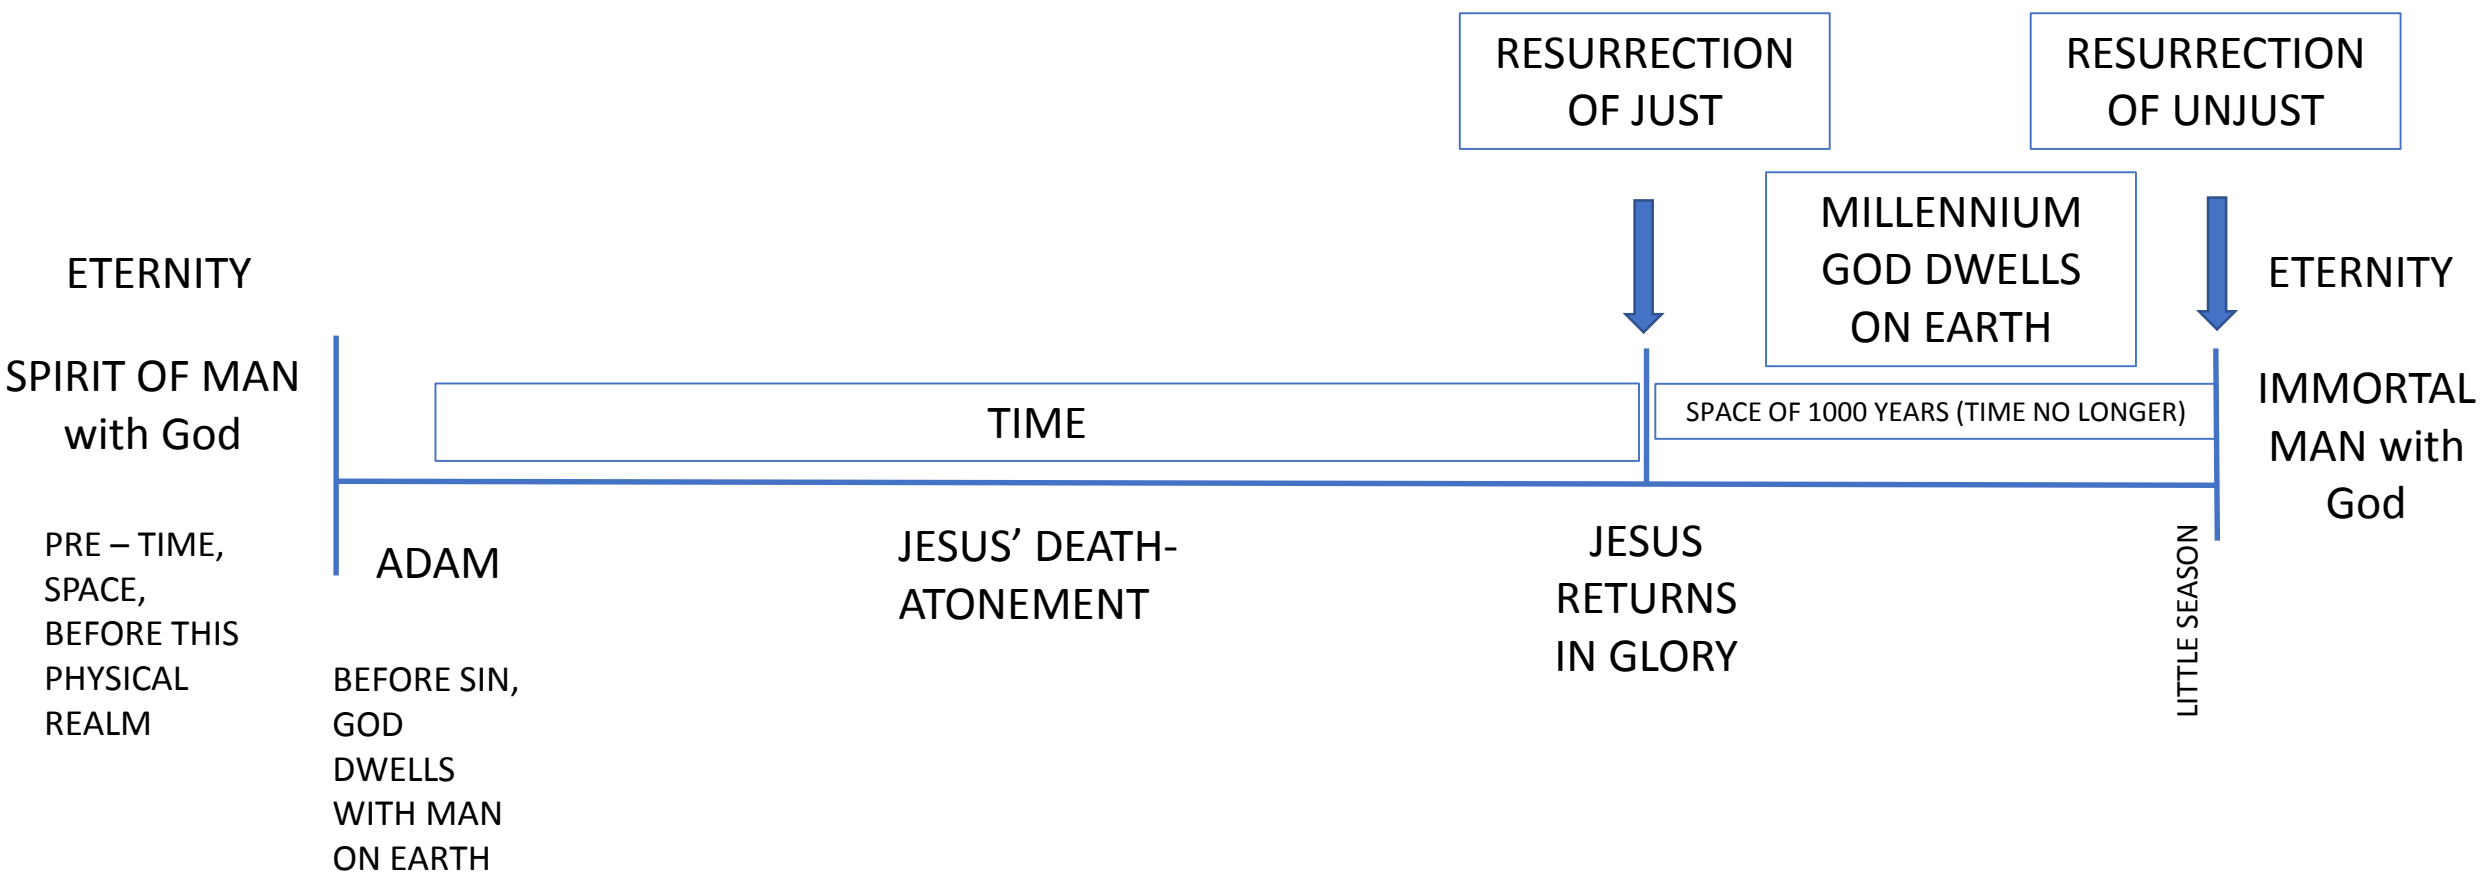 RESURRECTION
OF JUST
RESURRECTION
OF UNJUST
MILLENNIUM
GOD DWELLS
ON EARTH
ETERNITY
ETERNITY
SPIRIT OF MAN
with God
TIME
SPACE OF 1000 YEARS (TIME NO LONGER)
IMMORTAL
MAN with
God
PRE – TIME,
SPACE,
BEFORE THIS
PHYSICAL
REALM
ADAM
BEFORE SIN,
GOD
DWELLS
WITH MAN
ON EARTH
JESUS’ DEATH-
ATONEMENT
JESUS
RETURNS
IN GLORY
LITTLE SEASON